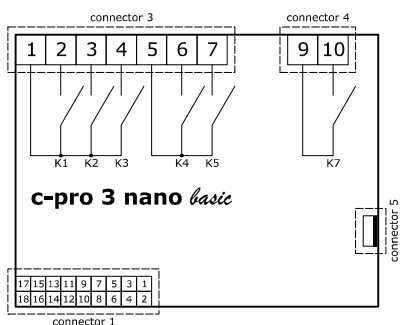 connector 3
connector 4
1 2 3 4 5 6 7
9 10
K1 K2 K3 K4 K5 K7
c-pro 3 nano basic
connector 5
17 15 13 11 9 7 5 3 1
18 16 14 12 10 8 6 4 2
connector 1